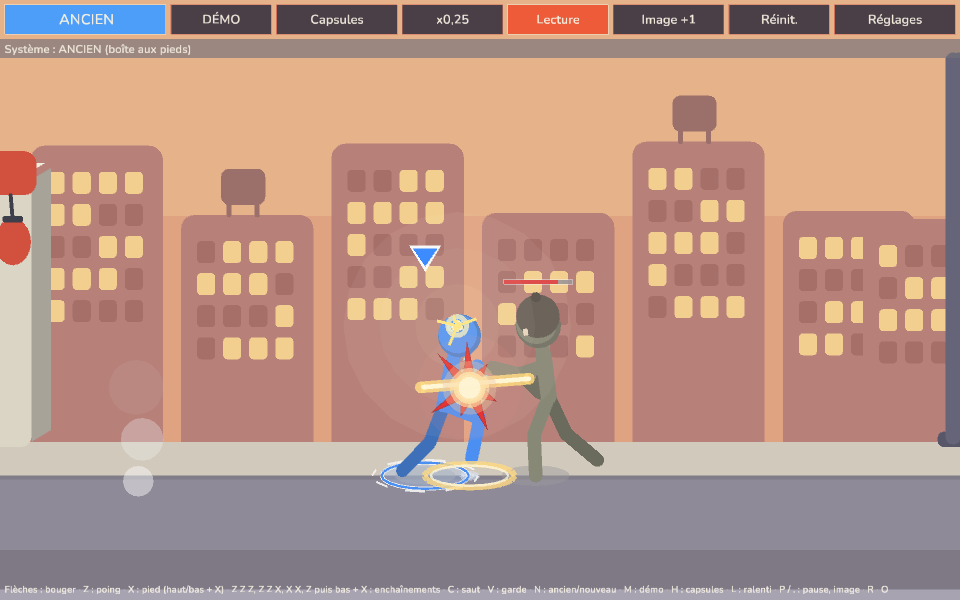 ANCIEN DÉMO Capsules x0,25 Lecture Image +1 Réinit. Réglages
Système : ANCIEN (boîte aux pieds)
Flèches : bouger Z : poing X : pied (haut/bas + X) Z Z Z, Z Z X, X X, Z puis bas + X : enchaînements C : saut V : garde N : ancien/nouveau M : démo H : capsules L : ralenti P / . : pause, image R O